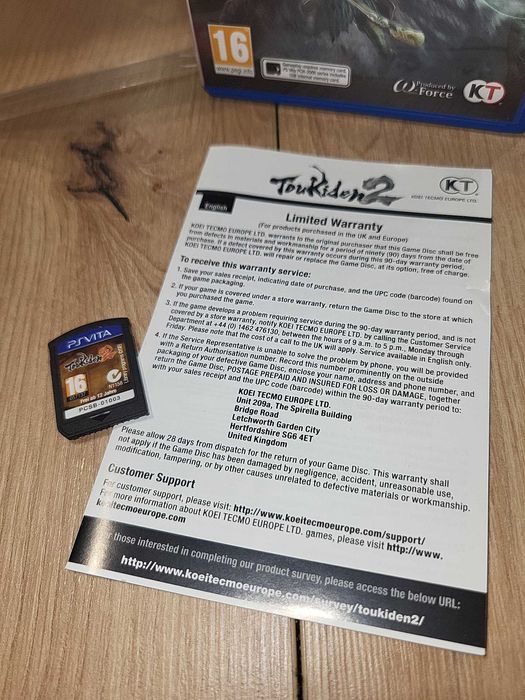 16
www.pegi.info
Produced by
Force
KT
TouKiden 2
KT
KOEI TECMO EUROPE LTD.
English
Limited Warranty
(For products purchased in the UK and Europe)
KOEI TECMO EUROPE LTD. warrants to the original purchaser that this Game Disc shall be free
from defects in materials and workmanship for a period of ninety (90) days from the date of
purchase. If a defect covered by this warranty occurs during this 90-day warranty period,
KOEI TECMO EUROPE LTD. will repair or replace the Game Disc, at its option, free of charge.
To receive this warranty service:
1. Save your sales receipt, indicating date of purchase, and the UPC code (barcode) found on
the game packaging.
2. If your game is covered under a store warranty, return the Game Disc to the store at which
you purchased the game.
3. If the game develops a problem requiring service during the 90-day warranty period, and is not
covered by a store warranty, notify KOEI TECMO EUROPE LTD. by calling the Customer Service
Department at +44 (0) 1462 476130, between the hours of 9 a.m. to 5 p.m., Monday through
Friday. Please note that the cost of a call to the UK will apply. Service available in English only.
4. If the Service Representative is unable to solve the problem by phone, you will be provided
with a Return Authorisation number. Record this number prominently on the outside
packaging of your defective Game Disc, enclose your name, address and phone number, and
return the Game Disc, POSTAGE PREPAID AND INSURED FOR LOSS OR DAMAGE, together
with your sales receipt and the UPC code (barcode) within the 90-day warranty period to:
KOEI TECMO EUROPE LTD.
Unit 209a, The Spirella Building
Bridge Road
Letchworth Garden City
Hertfordshire SG6 4ET
United Kingdom
Please allow 28 days from dispatch for the return of your Game Disc. This warranty shall
not apply if the Game Disc has been damaged by negligence, accident, unreasonable use,
modification, tampering, or by other causes unrelated to defective materials or workmanship.
Customer Support
For customer support, please visit: http://www.koeitecmoeurope.com/support/
For more information about KOEI TECMO EUROPE LTD. games, please visit http://www.
koeitecmoeurope.com
For those interested in completing our product survey, please access the below URL:
http://www.koeitecmoeurope.com/survey/toukiden2/
PSVITA
TouKiden 2
16
PCSB-01003